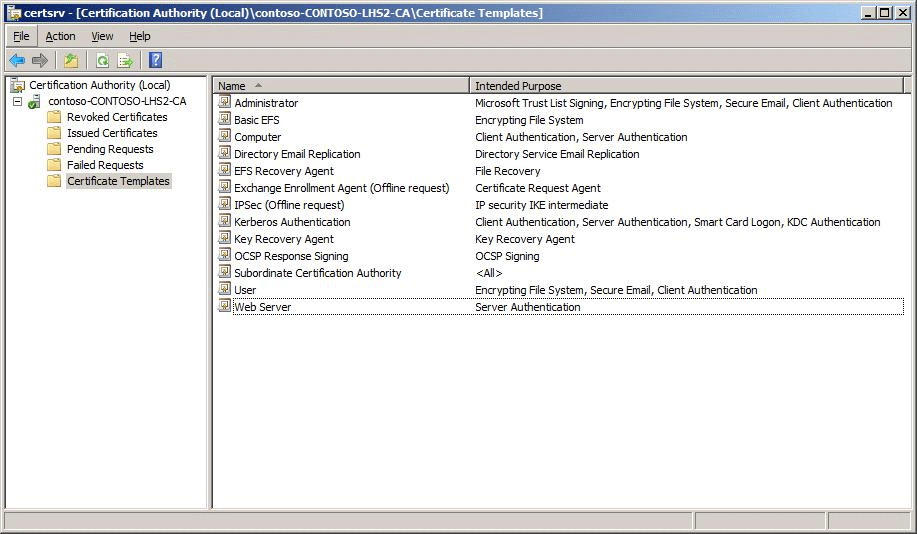 certsrv - [Certification Authority (Local)\contoso-CONTOSO-LHS2-CA\Certificate Templates]
File Action View Help
Certification Authority (Local)
contoso-CONTOSO-LHS2-CA
Revoked Certificates
Issued Certificates
Pending Requests
Failed Requests
Certificate Templates
Name Intended Purpose
Administrator Microsoft Trust List Signing, Encrypting File System, Secure Email, Client Authentication
Basic EFS Encrypting File System
Computer Client Authentication, Server Authentication
Directory Email Replication Directory Service Email Replication
EFS Recovery Agent File Recovery
Exchange Enrollment Agent (Offline request) Certificate Request Agent
IPSec (Offline request) IP security IKE intermediate
Kerberos Authentication Client Authentication, Server Authentication, Smart Card Logon, KDC Authentication
Key Recovery Agent Key Recovery Agent
OCSP Response Signing OCSP Signing
Subordinate Certification Authority <All>
User Encrypting File System, Secure Email, Client Authentication
Web Server Server Authentication